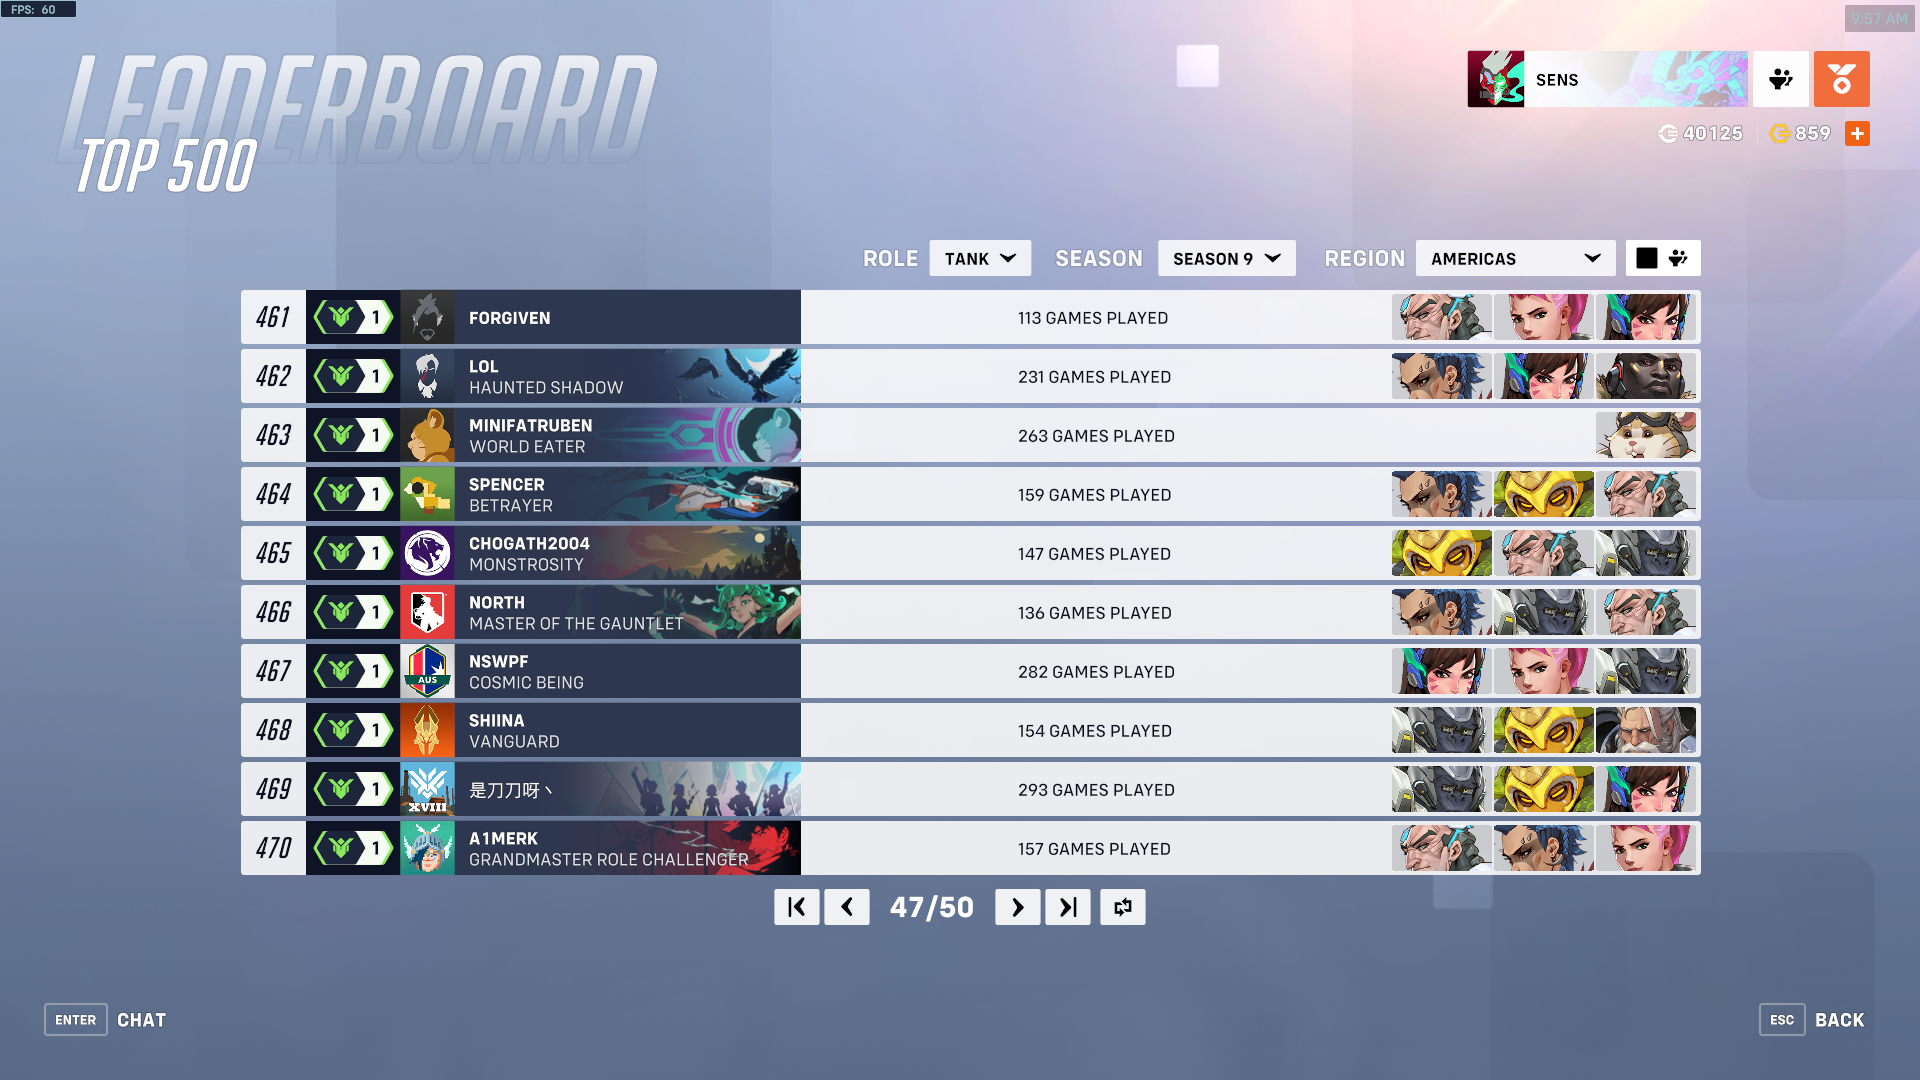 FPS: 60
9:57 AM
LEADERBOARD
TOP 500
SENS
40125
859
ROLE TANK SEASON SEASON 9 REGION AMERICAS
461 1 FORGIVEN 113 GAMES PLAYED
462 1 LOL 231 GAMES PLAYED
HAUNTED SHADOW
463 1 MINIFATRUBEN 263 GAMES PLAYED
WORLD EATER
464 1 SPENCER 159 GAMES PLAYED
BETRAYER
465 1 CHOGATH2004 147 GAMES PLAYED
MONSTROSITY
466 1 NORTH 136 GAMES PLAYED
MASTER OF THE GAUNTLET
467 1 AUS NSWPF 282 GAMES PLAYED
COSMIC BEING
468 1 SHIINA 154 GAMES PLAYED
VANGUARD
469 1 XVIII 是刀刀呀丶 293 GAMES PLAYED
470 1 A1MERK 157 GAMES PLAYED
GRANDMASTER ROLE CHALLENGER
47/50
ENTER CHAT
ESC BACK